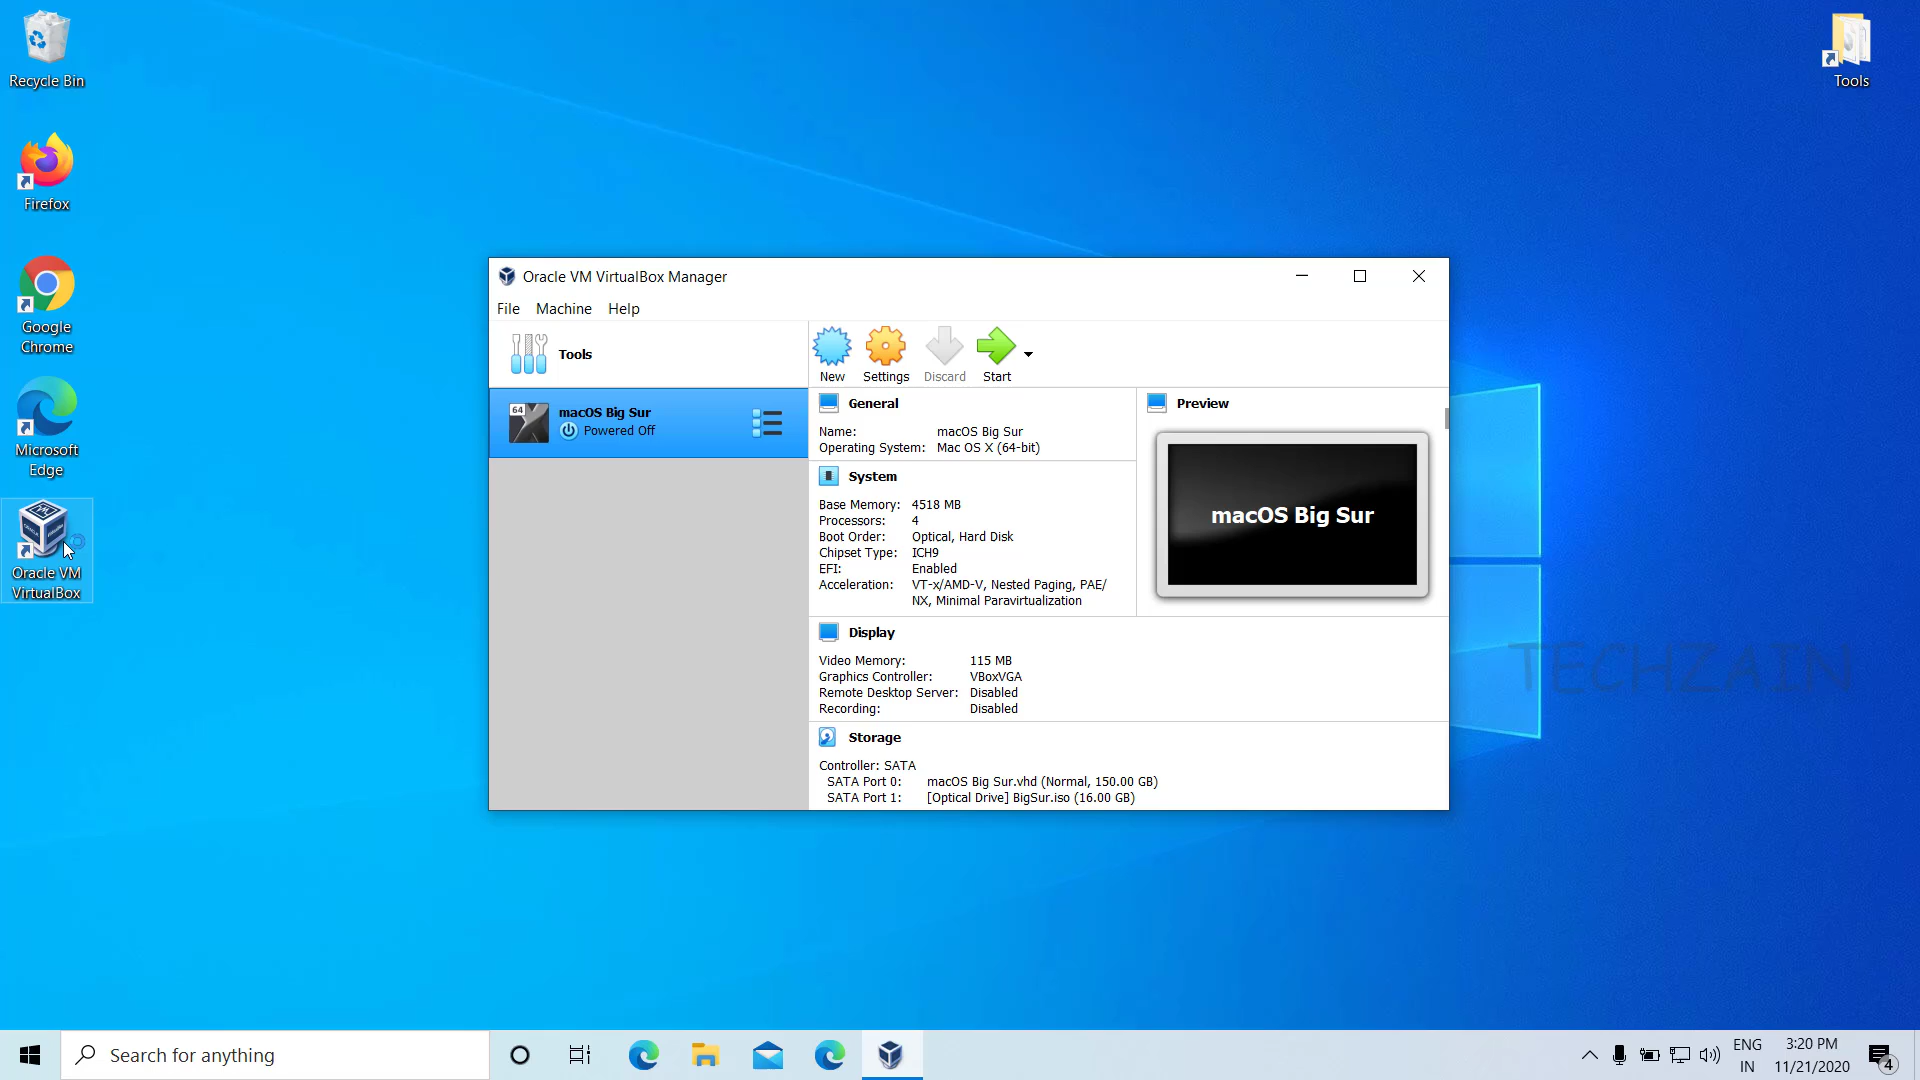 Recycle Bin
Firefox
Google
Chrome
Microsoft
Edge
Oracle VM
VirtualBox
Tools
Oracle VM VirtualBox Manager
File Machine Help
Tools
New Settings Discard Start
64
macOS Big Sur
Powered Off
General
Name: macOS Big Sur
Operating System: Mac OS X (64-bit)
System
Base Memory: 4518 MB
Processors: 4
Boot Order: Optical, Hard Disk
Chipset Type: ICH9
EFI: Enabled
Acceleration: VT-x/AMD-V, Nested Paging, PAE/
NX, Minimal Paravirtualization
Preview
macOS Big Sur
Display
Video Memory: 115 MB
Graphics Controller: VBoxVGA
Remote Desktop Server: Disabled
Recording: Disabled
Storage
Controller: SATA
SATA Port 0: macOS Big Sur.vhd (Normal, 150.00 GB)
SATA Port 1: [Optical Drive] BigSur.iso (16.00 GB)
TECHZAIN
Search for anything
ENG
IN
3:20 PM
11/21/2020
4